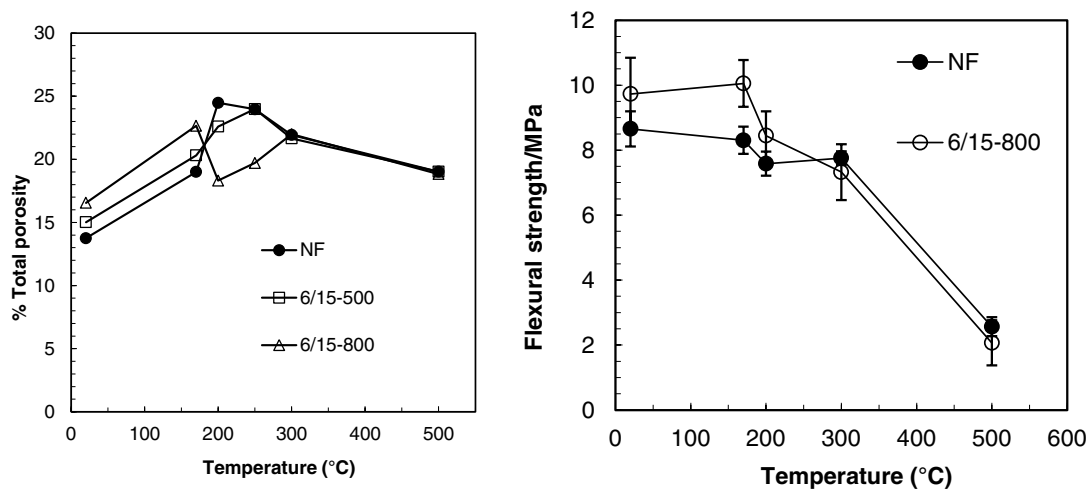 30
25
20
15
10
5
0
% Total porosity
NF
6/15-500
6/15-800
0 100 200 300 400 500
Temperature (°C)
12
10
8
6
4
2
0
Flexural strength/MPa
NF
6/15-800
0 100 200 300 400 500 600
Temperature (°C)